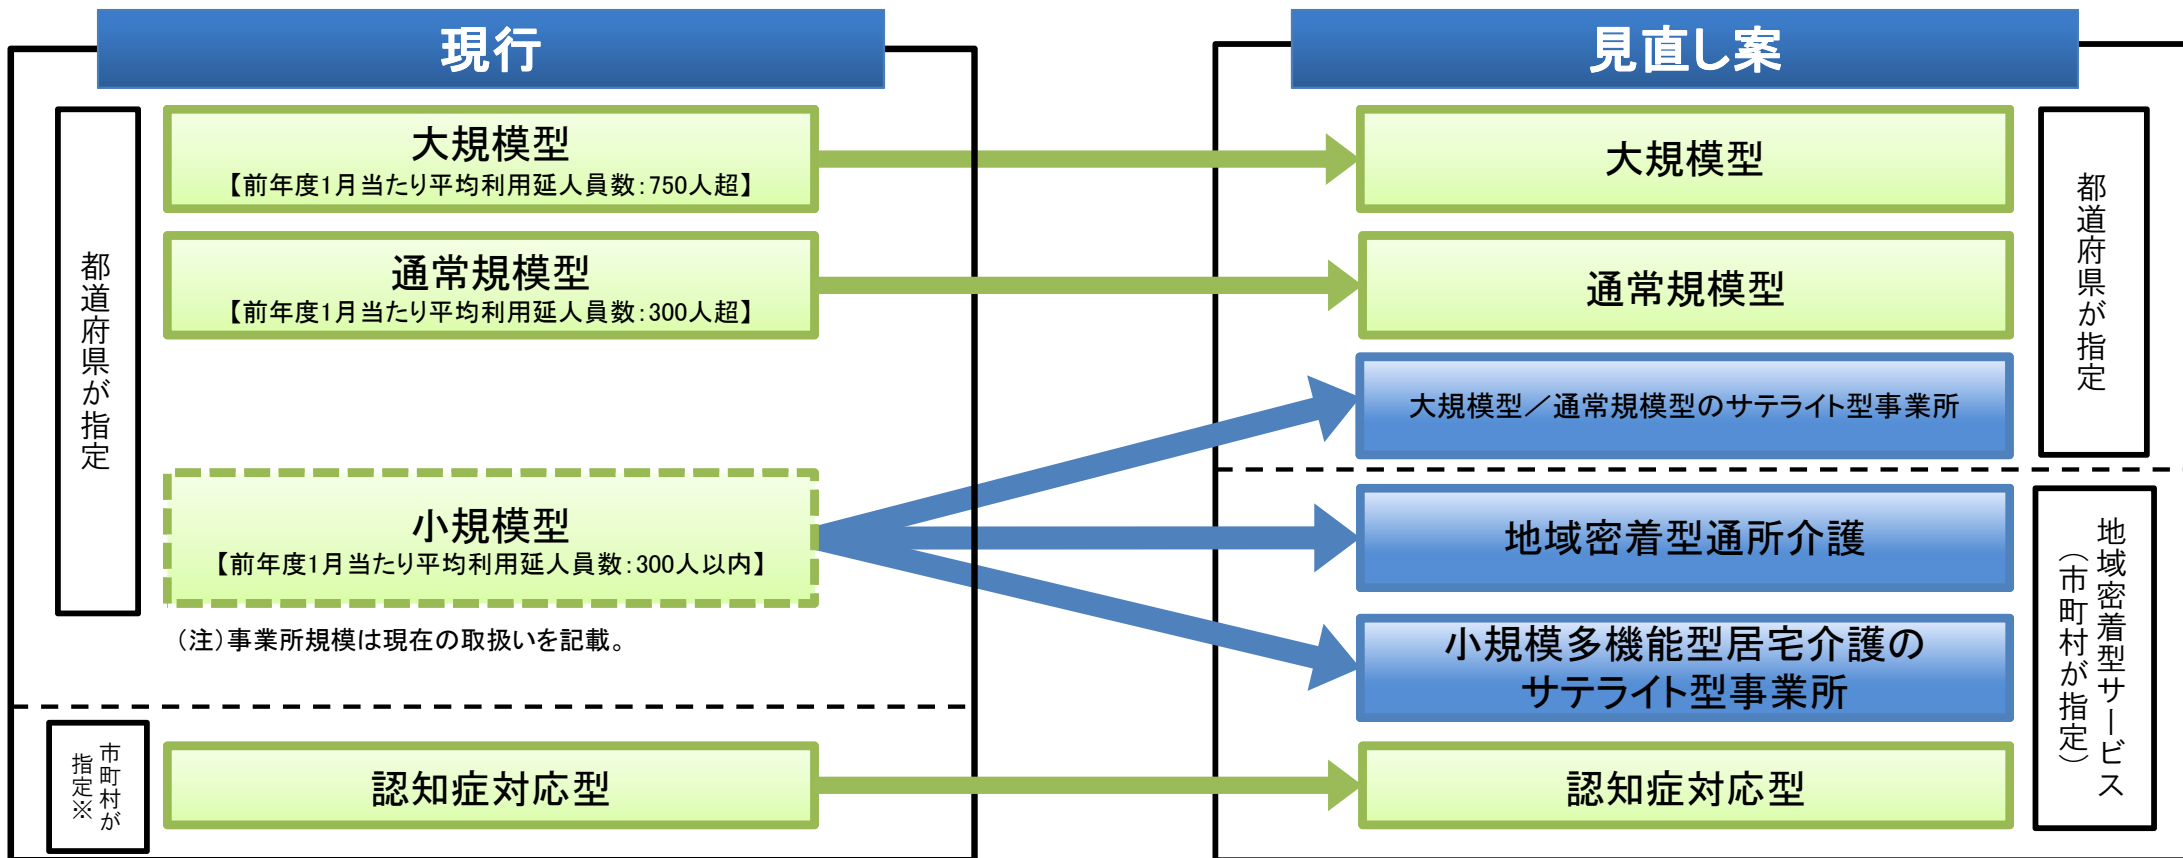 現行
都道府県が指定
大規模型
【前年度1月当たり平均利用延人員数：750人超】
通常規模型
【前年度1月当たり平均利用延人員数：300人超】
小規模型
【前年度1月当たり平均利用延人員数：300人以内】
（注）事業所規模は現在の取扱いを記載。
市町村が
指定※
認知症対応型
見直し案
大規模型
通常規模型
大規模型／通常規模型のサテライト型事業所
都道府県が指定
地域密着型通所介護
小規模多機能型居宅介護の
サテライト型事業所
認知症対応型
地域密着型サービス
（市町村が指定）